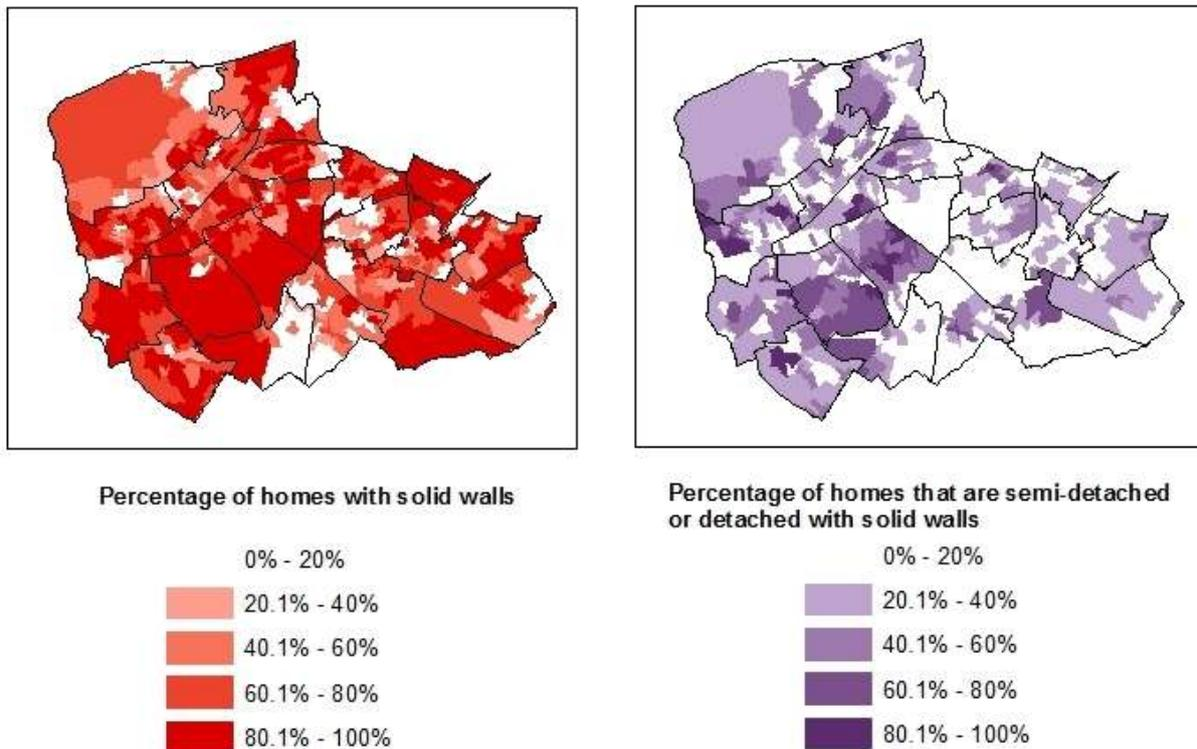 Percentage of homes with solid walls
0% - 20%
20.1% - 40%
40.1% - 60%
60.1% - 80%
80.1% - 100%
Percentage of homes that are semi-detached
or detached with solid walls
0% - 20%
20.1% - 40%
40.1% - 60%
60.1% - 80%
80.1% - 100%